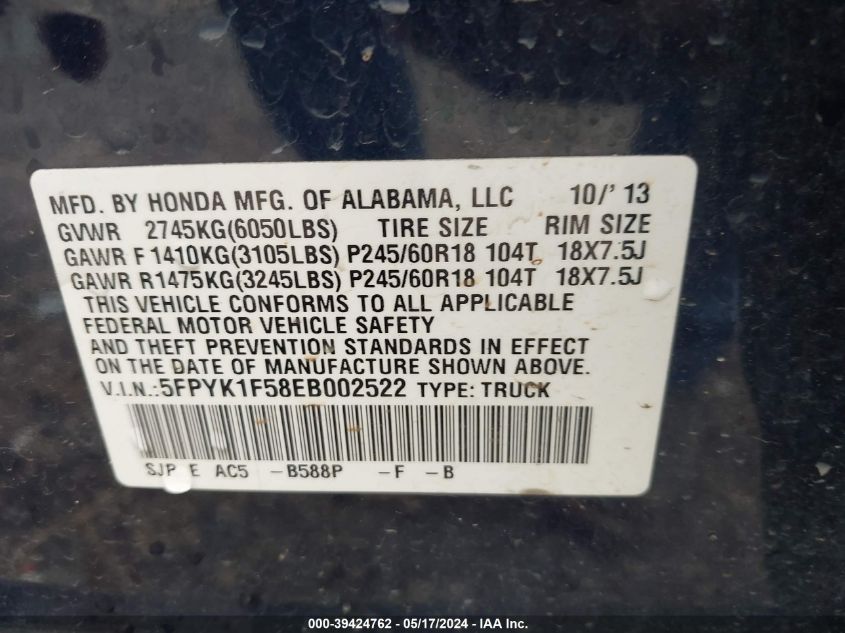 MFD. BY HONDA MFG. OF ALABAMA, LLC 10/'13
GVWR 2745KG(6050LBS) TIRE SIZE RIM SIZE
GAWR F 1410KG(3105LBS) P245/60R18 104T 18X7.5J
GAWR R1475KG(3245LBS) P245/60R18 104T 18X7.5J
THIS VEHICLE CONFORMS TO ALL APPLICABLE
FEDERAL MOTOR VEHICLE SAFETY
AND THEFT PREVENTION STANDARDS IN EFFECT
ON THE DATE OF MANUFACTURE SHOWN ABOVE.
V.I.N.:5FPYK1F58EB002522 TYPE: TRUCK
AC5 -B588P -F -B
000-39424762 - 05/17/2024 - IAA Inc.